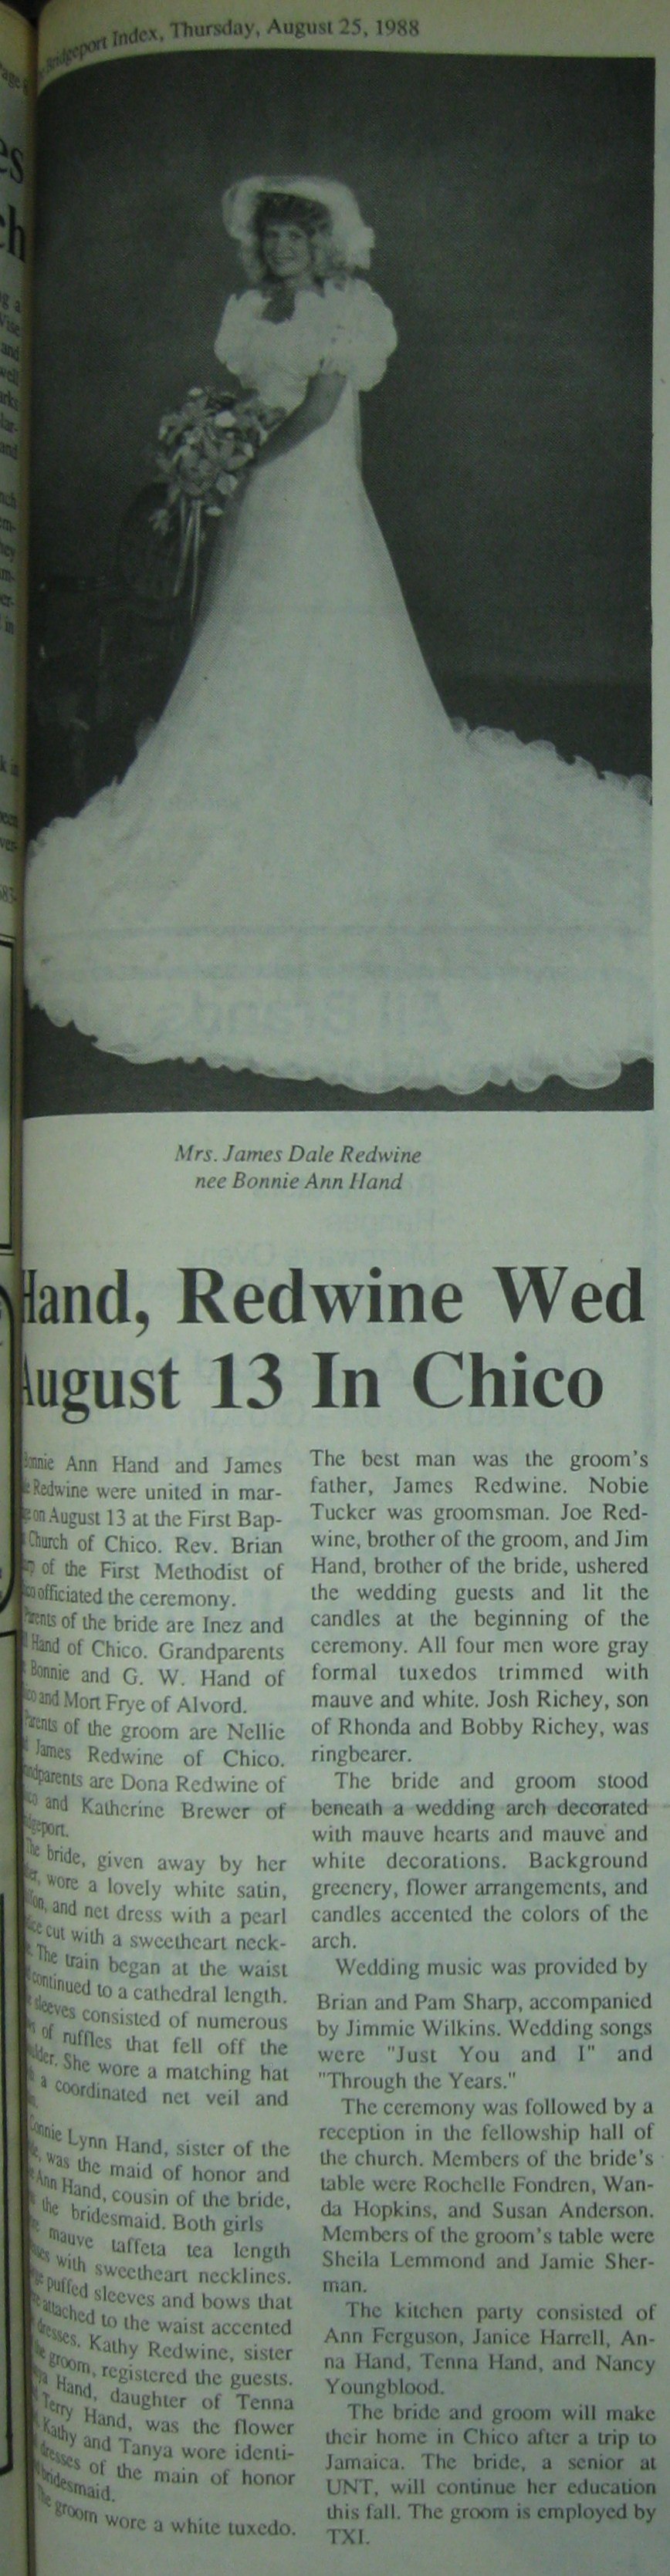 Bridgeport Index, Thursday, August 25, 1988
Mrs. James Dale Redwine
nee Bonnie Ann Hand
Hand, Redwine Wed
August 13 In Chico
Bonnie Ann Hand and James
Redwine were united in mar-
on August 13 at the First Bap-
Church of Chico. Rev. Brian
of the First Methodist of
officiated the ceremony.
Parents of the bride are Inez and
Hand of Chico. Grandparents
Bonnie and G. W. Hand of
and Mort Frye of Alvord.
Parents of the groom are Nellie
James Redwine of Chico.
are Dona Redwine of
and Katherine Brewer of
The bride, given away by her
wore a lovely white satin,
and net dress with a pearl
cut with a sweetheart neck-
The train began at the waist
continued to a cathedral length.
sleeves consisted of numerous
of ruffles that fell off the
She wore a matching hat
a coordinated net veil and
Connie Lynn Hand, sister of the
was the maid of honor and
Ann Hand, cousin of the bride,
the bridesmaid. Both girls
mauve taffeta tea length
with sweetheart necklines.
puffed sleeves and bows that
attached to the waist accented
dresses. Kathy Redwine, sister
groom, registered the guests.
Hand, daughter of Tenna
Terry Hand, was the flower
Kathy and Tanya wore identi-
dresses of the main of honor
bridesmaid.
The groom wore a white tuxedo.
The best man was the groom's
father, James Redwine. Nobie
Tucker was groomsman. Joe Red-
wine, brother of the groom, and Jim
Hand, brother of the bride, ushered
the wedding guests and lit the
candles at the beginning of the
ceremony. All four men wore gray
formal tuxedos trimmed with
mauve and white. Josh Richey, son
of Rhonda and Bobby Richey, was
ringbearer.
The bride and groom stood
beneath a wedding arch decorated
with mauve hearts and mauve and
white decorations. Background
greenery, flower arrangements, and
candles accented the colors of the
arch.
Wedding music was provided by
Brian and Pam Sharp, accompanied
by Jimmie Wilkins. Wedding songs
were "Just You and I" and
"Through the Years."
The ceremony was followed by a
reception in the fellowship hall of
the church. Members of the bride's
table were Rochelle Fondren, Wan-
da Hopkins, and Susan Anderson.
Members of the groom's table were
Sheila Lemmond and Jamie Sher-
man.
The kitchen party consisted of
Ann Ferguson, Janice Harrell, An-
na Hand, Tenna Hand, and Nancy
Youngblood.
The bride and groom will make
their home in Chico after a trip to
Jamaica. The bride, a senior at
UNT, will continue her education
this fall. The groom is employed by
TXI.